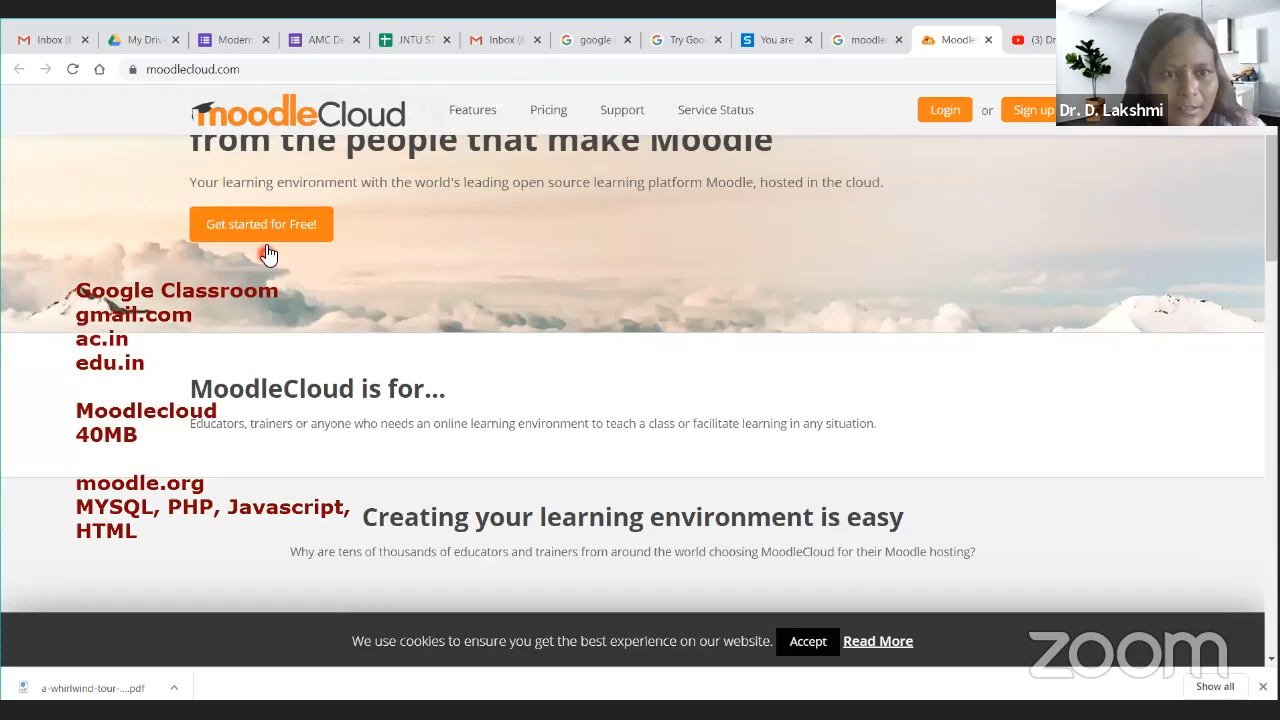 Inbox (6
My Driv
Modern
AMC De
JNTU ST
Inbox (6
google
Try Goo
You are
moodle
Moodle
(3) Dr
moodlecloud.com
moodleCloud
Features
Pricing
Support
Service Status
Login
or
Sign up
Dr. D. Lakshmi
from the people that make Moodle
Your learning environment with the world's leading open source learning platform Moodle, hosted in the cloud.
Get started for Free!
Google Classroom
gmail.com
ac.in
edu.in
MoodleCloud is for...
Moodlecloud
Educators, trainers or anyone who needs an online learning environment to teach a class or facilitate learning in any situation.
40MB
moodle.org
MYSQL, PHP, Javascript,
HTML
Creating your learning environment is easy
Why are tens of thousands of educators and trainers from around the world choosing MoodleCloud for their Moodle hosting?
We use cookies to ensure you get the best experience on our website.
Accept
Read More
zoom
a-whirlwind-tour-....pdf
Show all